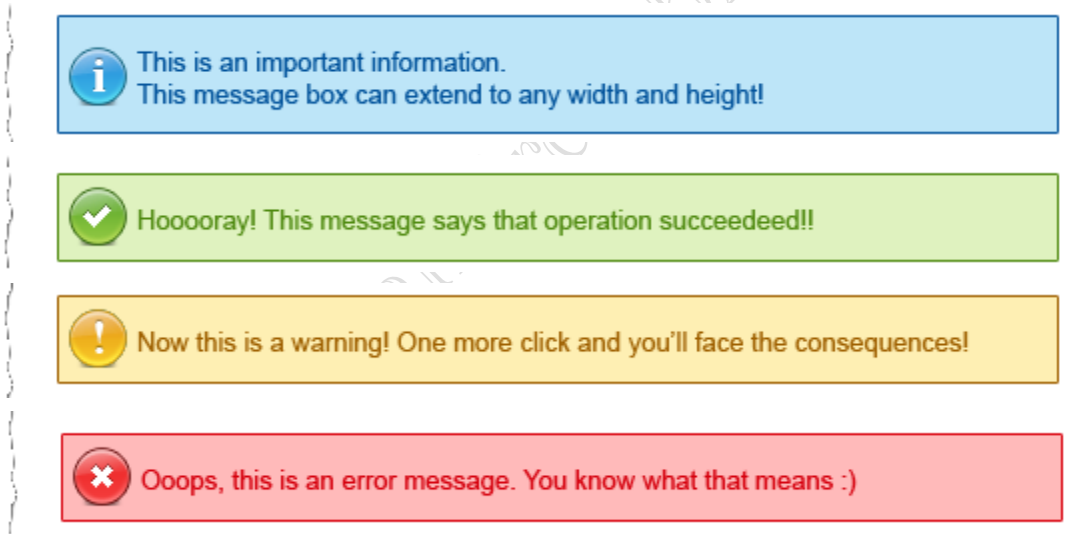 This is an important information.
This message box can extend to any width and height!
Hooooray! This message says that operation succeedeed!!
Now this is a warning! One more click and you’ll face the consequences!
Ooops, this is an error message. You know what that means :)